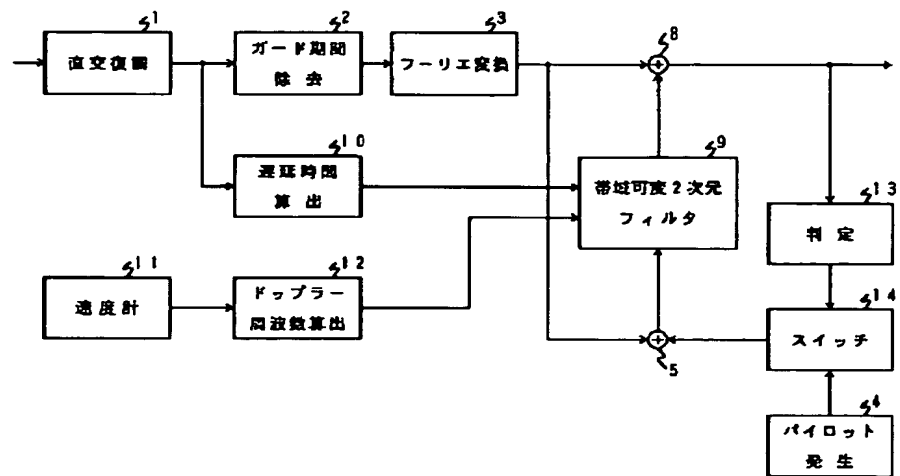 1
直交復調
2
ガード期間
除去
3
フーリエ変換
8
10
遅延時間
算出
9
帯域可変2次元
フィルタ
13
判定
11
速度計
12
ドップラー
周波数算出
14
スイッチ
5
4
パイロット
発生